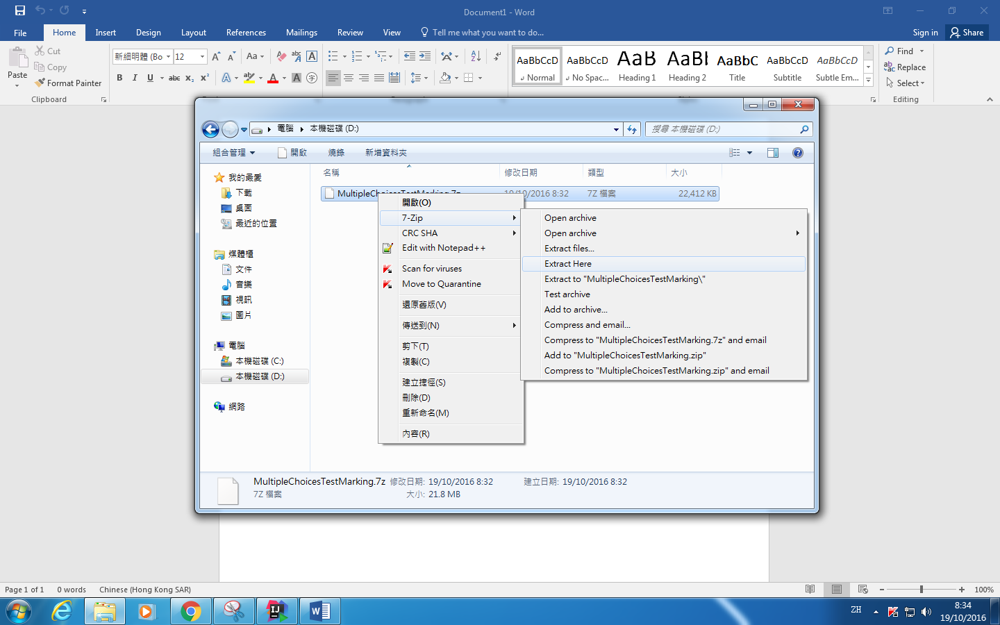 Document1 - Word
File Home Insert Design Layout References Mailings Review View Tell me what you want to do... Sign in Share
Cut
Copy
Paste
Format Painter
Clipboard
新細明體 (Bo 12
Aa
B I U abc x₂ x²
AaBbCcD AaBbCcD AaB AaBb AaBbC AaBbCcD AaBbCcD
Normal No Spac... Heading 1 Heading 2 Title Subtitle Subtle Em...
Find
Replace
Select
Editing
電腦 本機磁碟 (D:)
搜尋 本機磁碟 (D:)
組合管理 開啟 燒錄 新增資料夾
名稱 修改日期 類型 大小
MultipleChoicesTestMarking.7z 19/10/2016 8:32 7Z 檔案 22,412 KB
我的最愛
下載
桌面
最近的位置
媒體櫃
文件
音樂
視訊
圖片
電腦
本機磁碟 (C:)
本機磁碟 (D:)
網路
開啟(O)
7-Zip
CRC SHA
Edit with Notepad++
Scan for viruses
Move to Quarantine
還原舊版(V)
傳送到(N)
剪下(T)
複製(C)
建立捷徑(S)
刪除(D)
重新命名(M)
內容(R)
Open archive
Open archive
Extract files...
Extract Here
Extract to "MultipleChoicesTestMarking\"
Test archive
Add to archive...
Compress and email...
Compress to "MultipleChoicesTestMarking.7z" and email
Add to "MultipleChoicesTestMarking.zip"
Compress to "MultipleChoicesTestMarking.zip" and email
MultipleChoicesTestMarking.7z 修改日期: 19/10/2016 8:32 建立日期: 19/10/2016 8:32
7Z 檔案 大小: 21.8 MB
Page 1 of 1 0 words Chinese (Hong Kong SAR) 100%
ZH
8:34
19/10/2016